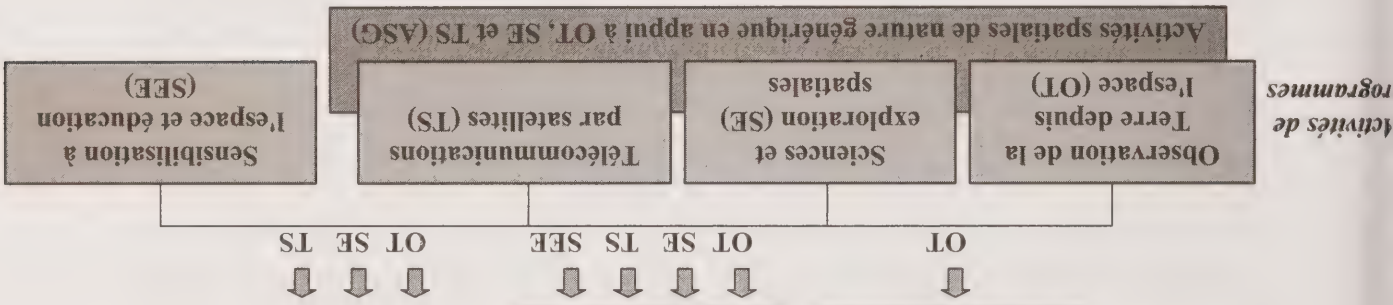 OT
OT SE TS SEE
OT SE TS
Activités de
rogrammes
Observation de la
Terre depuis
l'espace (OT)
Sciences et
exploration (SE)
spatiales
Télécommunications
par satellites (TS)
Sensibilisation à
l'espace et éducation
(SEE)
Activités spatiales de nature générique en appui à OT, SE et TS (ASG)